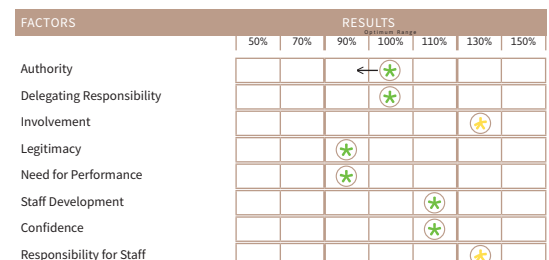 FACTORS RESULTS
Optimum Range
50% 70% 90% 100% 110% 130% 150%
Authority
Delegating Responsibility
Involvement
Legitimacy
Need for Performance
Staff Development
Confidence
Responsibility for Staff